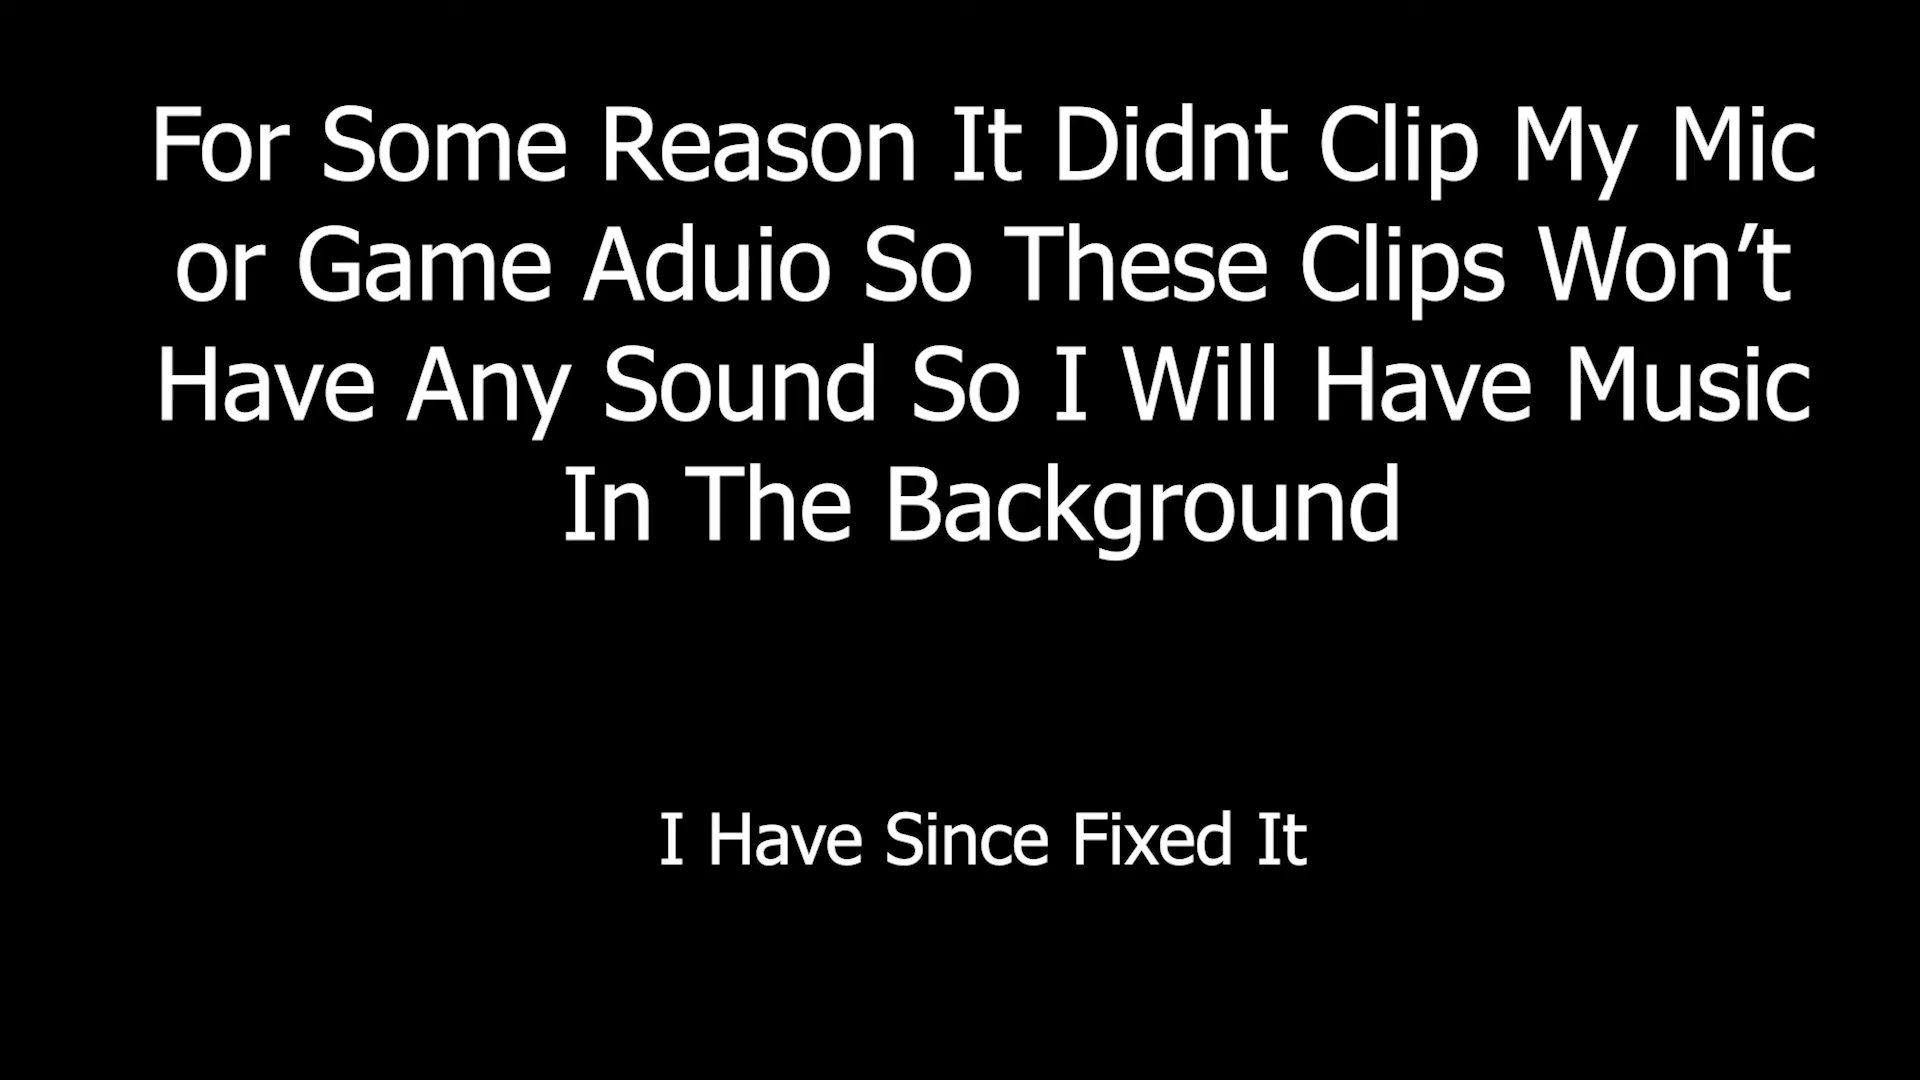 For Some Reason It Didnt Clip My Mic
or Game Aduio So These Clips Won’t
Have Any Sound So I Will Have Music
In The Background
I Have Since Fixed It